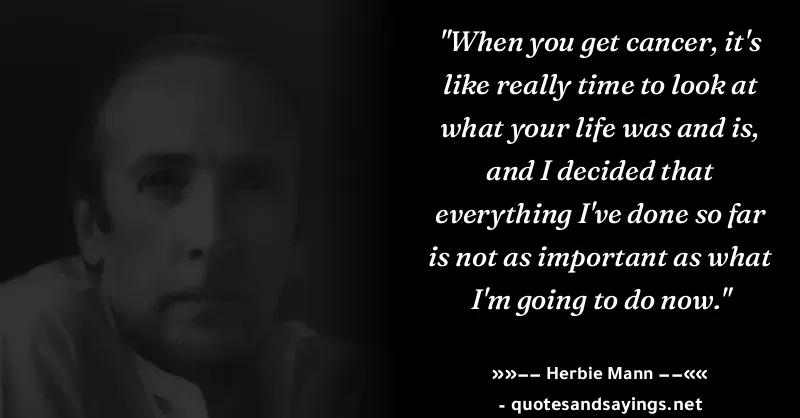 "When you get cancer, it's
like really time to look at
what your life was and is,
and I decided that
everything I've done so far
is not as important as what
I'm going to do now."
»»–– Herbie Mann ––««
- quotesandsayings.net